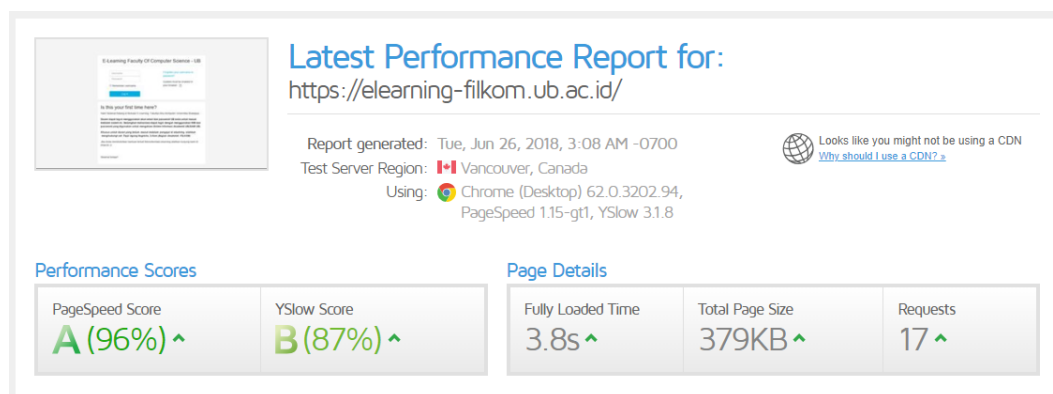 E-Learning Faculty Of Computer Science - UB
Is this your first time here?
Latest Performance Report for:
https://elearning-filkom.ub.ac.id/
Report generated: Tue, Jun 26, 2018, 3:08 AM -0700
Test Server Region: Vancouver, Canada
Using: Chrome (Desktop) 62.0.3202.94,
PageSpeed 1.15-gt1, YSlow 3.1.8
Looks like you might not be using a CDN
Why should I use a CDN? »
Performance Scores
PageSpeed Score
A (96%)
YSlow Score
B (87%)
Page Details
Fully Loaded Time
3.8s
Total Page Size
379KB
Requests
17